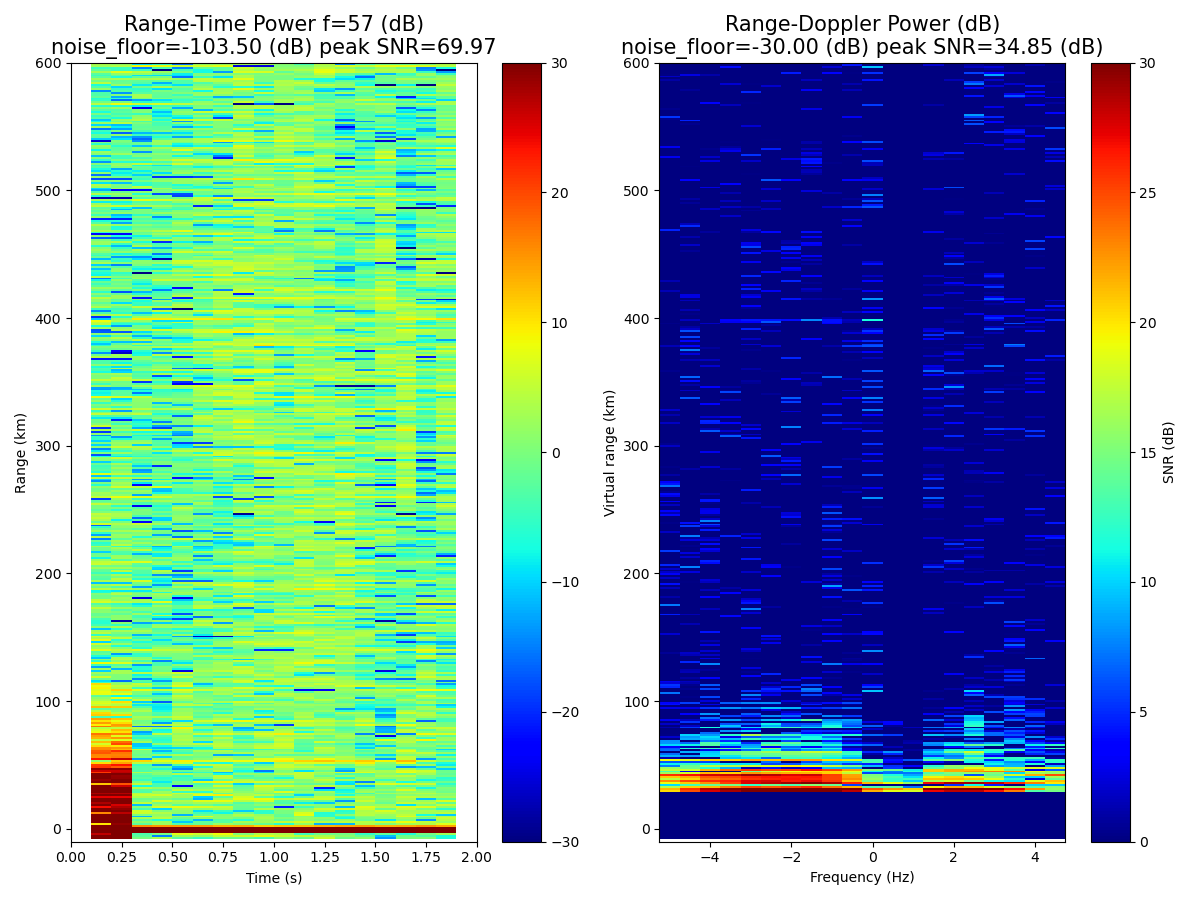 Range-Time Power f=57 (dB)
noise_floor=-103.50 (dB) peak SNR=69.97
Range-Doppler Power (dB)
noise_floor=-30.00 (dB) peak SNR=34.85 (dB)
600
500
400
300
200
100
0
Range (km)
0.00 0.25 0.50 0.75 1.00 1.25 1.50 1.75 2.00
Time (s)
30
20
10
0
−10
−20
−30
600
500
400
300
200
100
0
Virtual range (km)
−4 −2 0 2 4
Frequency (Hz)
30
25
20
15
10
5
0
SNR (dB)